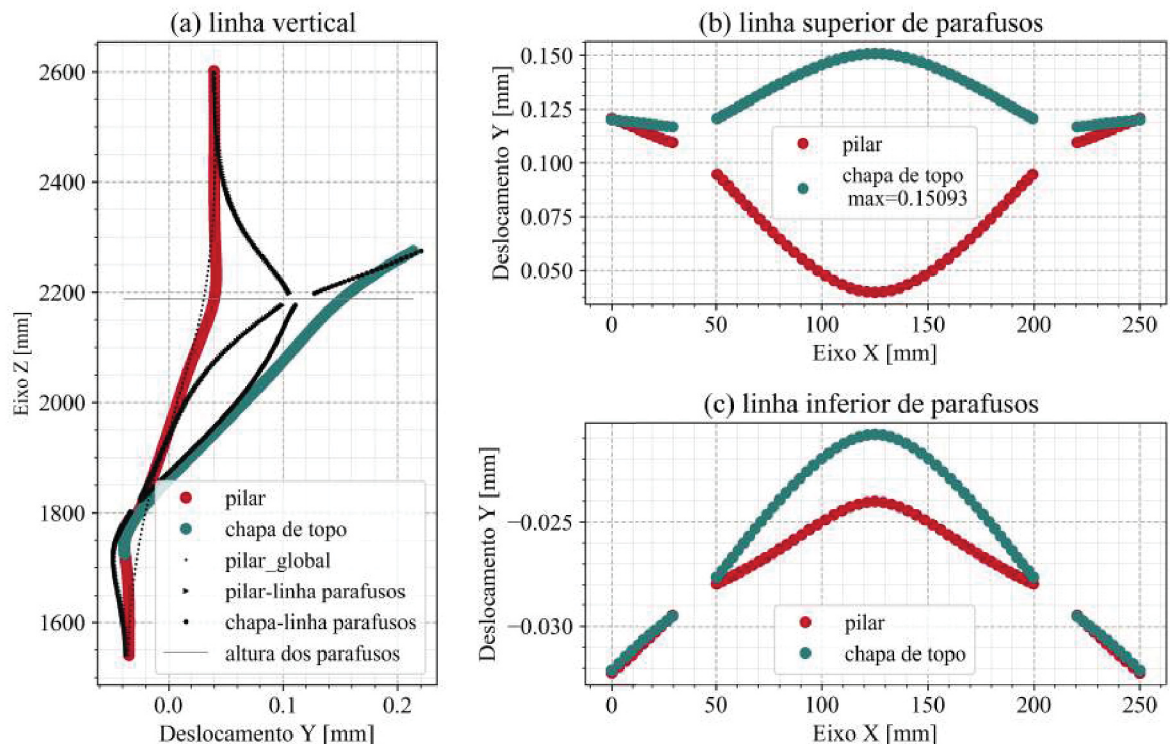 (a) linha vertical
2600
2400
2200
2000
1800
1600
Eixo Z [mm]
pilar
chapa de topo
pilar_global
pilar-linha parafusos
chapa-linha parafusos
altura dos parafusos
0.0
0.1
0.2
Deslocamento Y [mm]
(b) linha superior de parafusos
0.150
0.125
0.100
0.075
0.050
Deslocamento Y [mm]
pilar
chapa de topo
max=0.15093
0
50
100
150
200
250
Eixo X [mm]
(c) linha inferior de parafusos
−0.025
−0.030
Deslocamento Y [mm]
pilar
chapa de topo
0
50
100
150
200
250
Eixo X [mm]